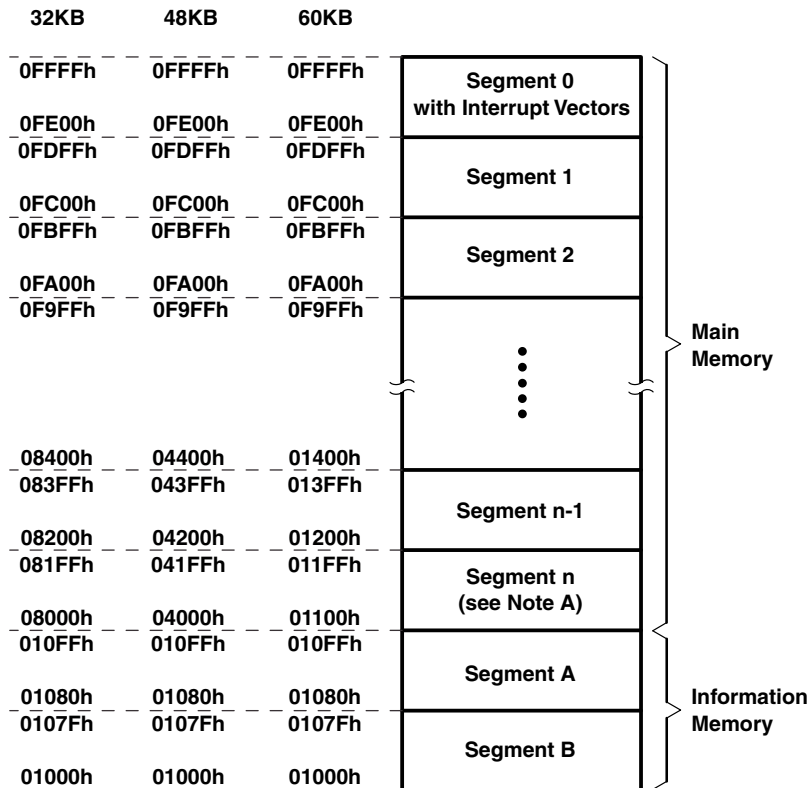 32KB 48KB 60KB
0FFFFh 0FFFFh 0FFFFh
Segment 0
with Interrupt Vectors
0FE00h 0FE00h 0FE00h
0FDFFh 0FDFFh 0FDFFh
Segment 1
0FC00h 0FC00h 0FC00h
0FBFFh 0FBFFh 0FBFFh
Segment 2
0FA00h 0FA00h 0FA00h
0F9FFh 0F9FFh 0F9FFh
Main
Memory
08400h 04400h 01400h
083FFh 043FFh 013FFh
Segment n-1
08200h 04200h 01200h
081FFh 041FFh 011FFh
Segment n
(see Note A)
08000h 04000h 01100h
010FFh 010FFh 010FFh
Segment A
01080h 01080h 01080h
0107Fh 0107Fh 0107Fh
Information
Memory
Segment B
01000h 01000h 01000h